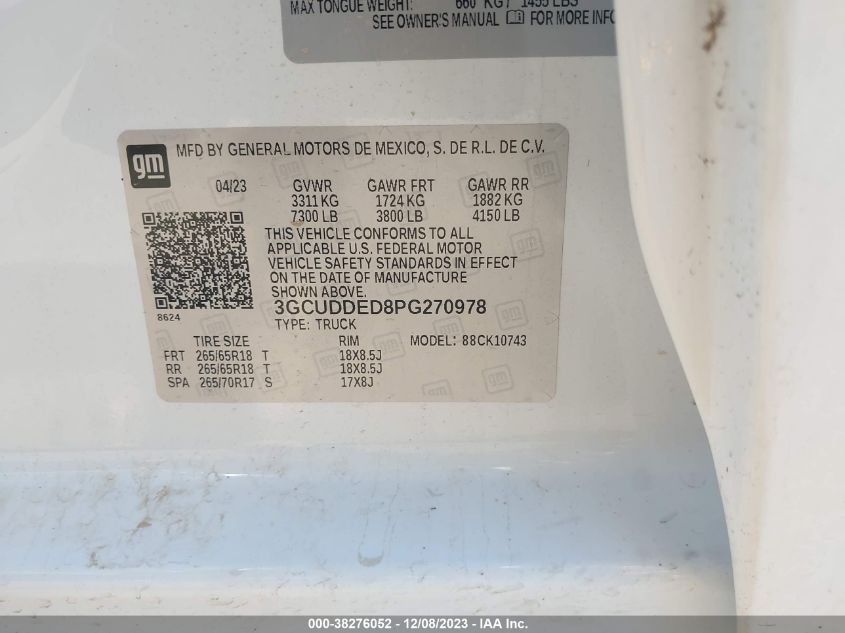 MAX TONGUE WEIGHT: 660 KG / 1455 LBS
SEE OWNER'S MANUAL FOR MORE INFO
gm MFD BY GENERAL MOTORS DE MEXICO, S. DE R.L. DE C.V.
04/23 GVWR GAWR FRT GAWR RR
3311 KG 1724 KG 1882 KG
7300 LB 3800 LB 4150 LB
THIS VEHICLE CONFORMS TO ALL
APPLICABLE U.S. FEDERAL MOTOR
VEHICLE SAFETY STANDARDS IN EFFECT
ON THE DATE OF MANUFACTURE
SHOWN ABOVE.
3GCUDDED8PG270978
8624
TYPE: TRUCK
TIRE SIZE RIM MODEL: 88CK10743
FRT 265/65R18 T 18X8.5J
RR 265/65R18 T 18X8.5J
SPA 265/70R17 S 17X8J
000-38276052 - 12/08/2023 - IAA Inc.